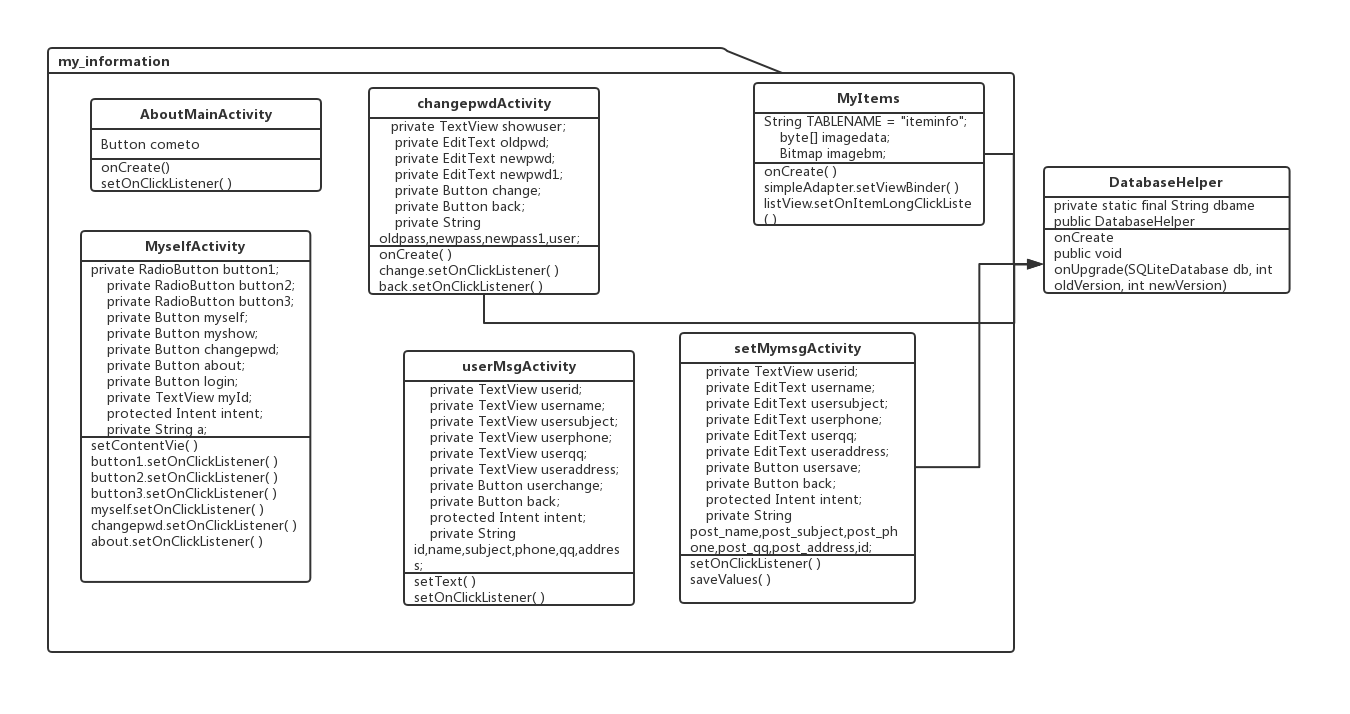 my_information
AboutMainActivity
Button cometo
onCreate()
setOnClickListener( )
changepwdActivity
private TextView showuser;
private EditText oldpwd;
private EditText newpwd;
private EditText newpwd1;
private Button change;
private Button back;
private String
oldpass,newpass,newpass1,user;
onCreate( )
change.setOnClickListener( )
back.setOnClickListener( )
MyItems
String TABLENAME = "iteminfo";
byte[] imagedata;
Bitmap imagebm;
onCreate( )
simpleAdapter.setViewBinder( )
listView.setOnItemLongClickListe
( )
DatabaseHelper
private static final String dbame
public DatabaseHelper
onCreate
public void
onUpgrade(SQLiteDatabase db, int
oldVersion, int newVersion)
MyselfActivity
private RadioButton button1;
private RadioButton button2;
private RadioButton button3;
private Button myself;
private Button myshow;
private Button changepwd;
private Button about;
private Button login;
private TextView myId;
protected Intent intent;
private String a;
setContentVie( )
button1.setOnClickListener( )
button2.setOnClickListener( )
button3.setOnClickListener( )
myself.setOnClickListener( )
changepwd.setOnClickListener( )
about.setOnClickListener( )
userMsgActivity
private TextView userid;
private TextView username;
private TextView usersubject;
private TextView userphone;
private TextView userqq;
private TextView useraddress;
private Button userchange;
private Button back;
protected Intent intent;
private String
id,name,subject,phone,qq,addres
s;
setText( )
setOnClickListener( )
setMymsgActivity
private TextView userid;
private EditText username;
private EditText usersubject;
private EditText userphone;
private EditText userqq;
private EditText useraddress;
private Button usersave;
private Button back;
protected Intent intent;
private String
post_name,post_subject,post_ph
one,post_qq,post_address,id;
setOnClickListener( )
saveValues( )